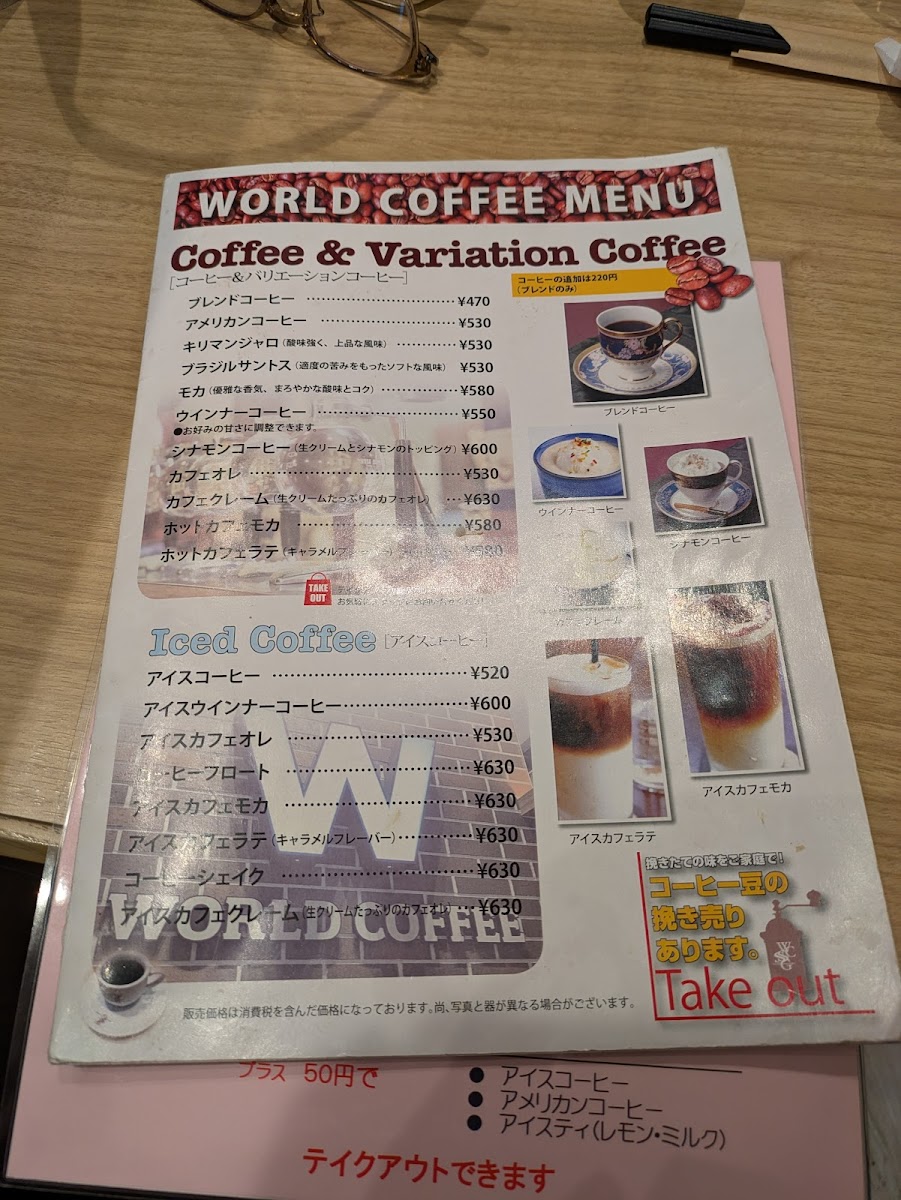 WORLD COFFEE MENU
Coffee & Variation Coffee
[コーヒー&バリエーションコーヒー]
コーヒーの追加は220円
(ブレンドのみ)
ブレンドコーヒー ¥470
アメリカンコーヒー ¥530
キリマンジャロ(酸味強く、上品な風味) ¥530
ブラジルサントス(適度の苦みをもったソフトな風味) ¥530
モカ(優雅な香気、まろやかな酸味とコク) ¥580
ウインナーコーヒー ¥550
●お好みの甘さに調整できます。
シナモンコーヒー(生クリームとシナモンのトッピング) ¥600
カフェオレ ¥530
カフェクレーム(生クリームたっぷりのカフェオレ) ¥630
ホットカフェモカ ¥580
ホットカフェラテ(キャラメルフレーバー) ¥580
TAKE
OUT
ブレンドコーヒー
ウインナーコーヒー
シナモンコーヒー
カフェクレーム
Iced Coffee [アイスコーヒー]
アイスコーヒー ¥520
アイスウインナーコーヒー ¥600
アイスカフェオレ ¥530
コーヒーフロート ¥630
アイスカフェモカ ¥630
アイスカフェラテ(キャラメルフレーバー) ¥630
コーヒーシェイク ¥630
アイスカフェクレーム(生クリームたっぷりのカフェオレ) ¥630
W
WORLD COFFEE
アイスカフェモカ
アイスカフェラテ
挽きたての味をご家庭で!
コーヒー豆の
挽き売り
あります。
Take out
販売価格は消費税を含んだ価格になっております。尚、写真と器が異なる場合がございます。
プラス 50円で
● アイスコーヒー
● アメリカンコーヒー
● アイスティ(レモン・ミルク)
テイクアウトできます